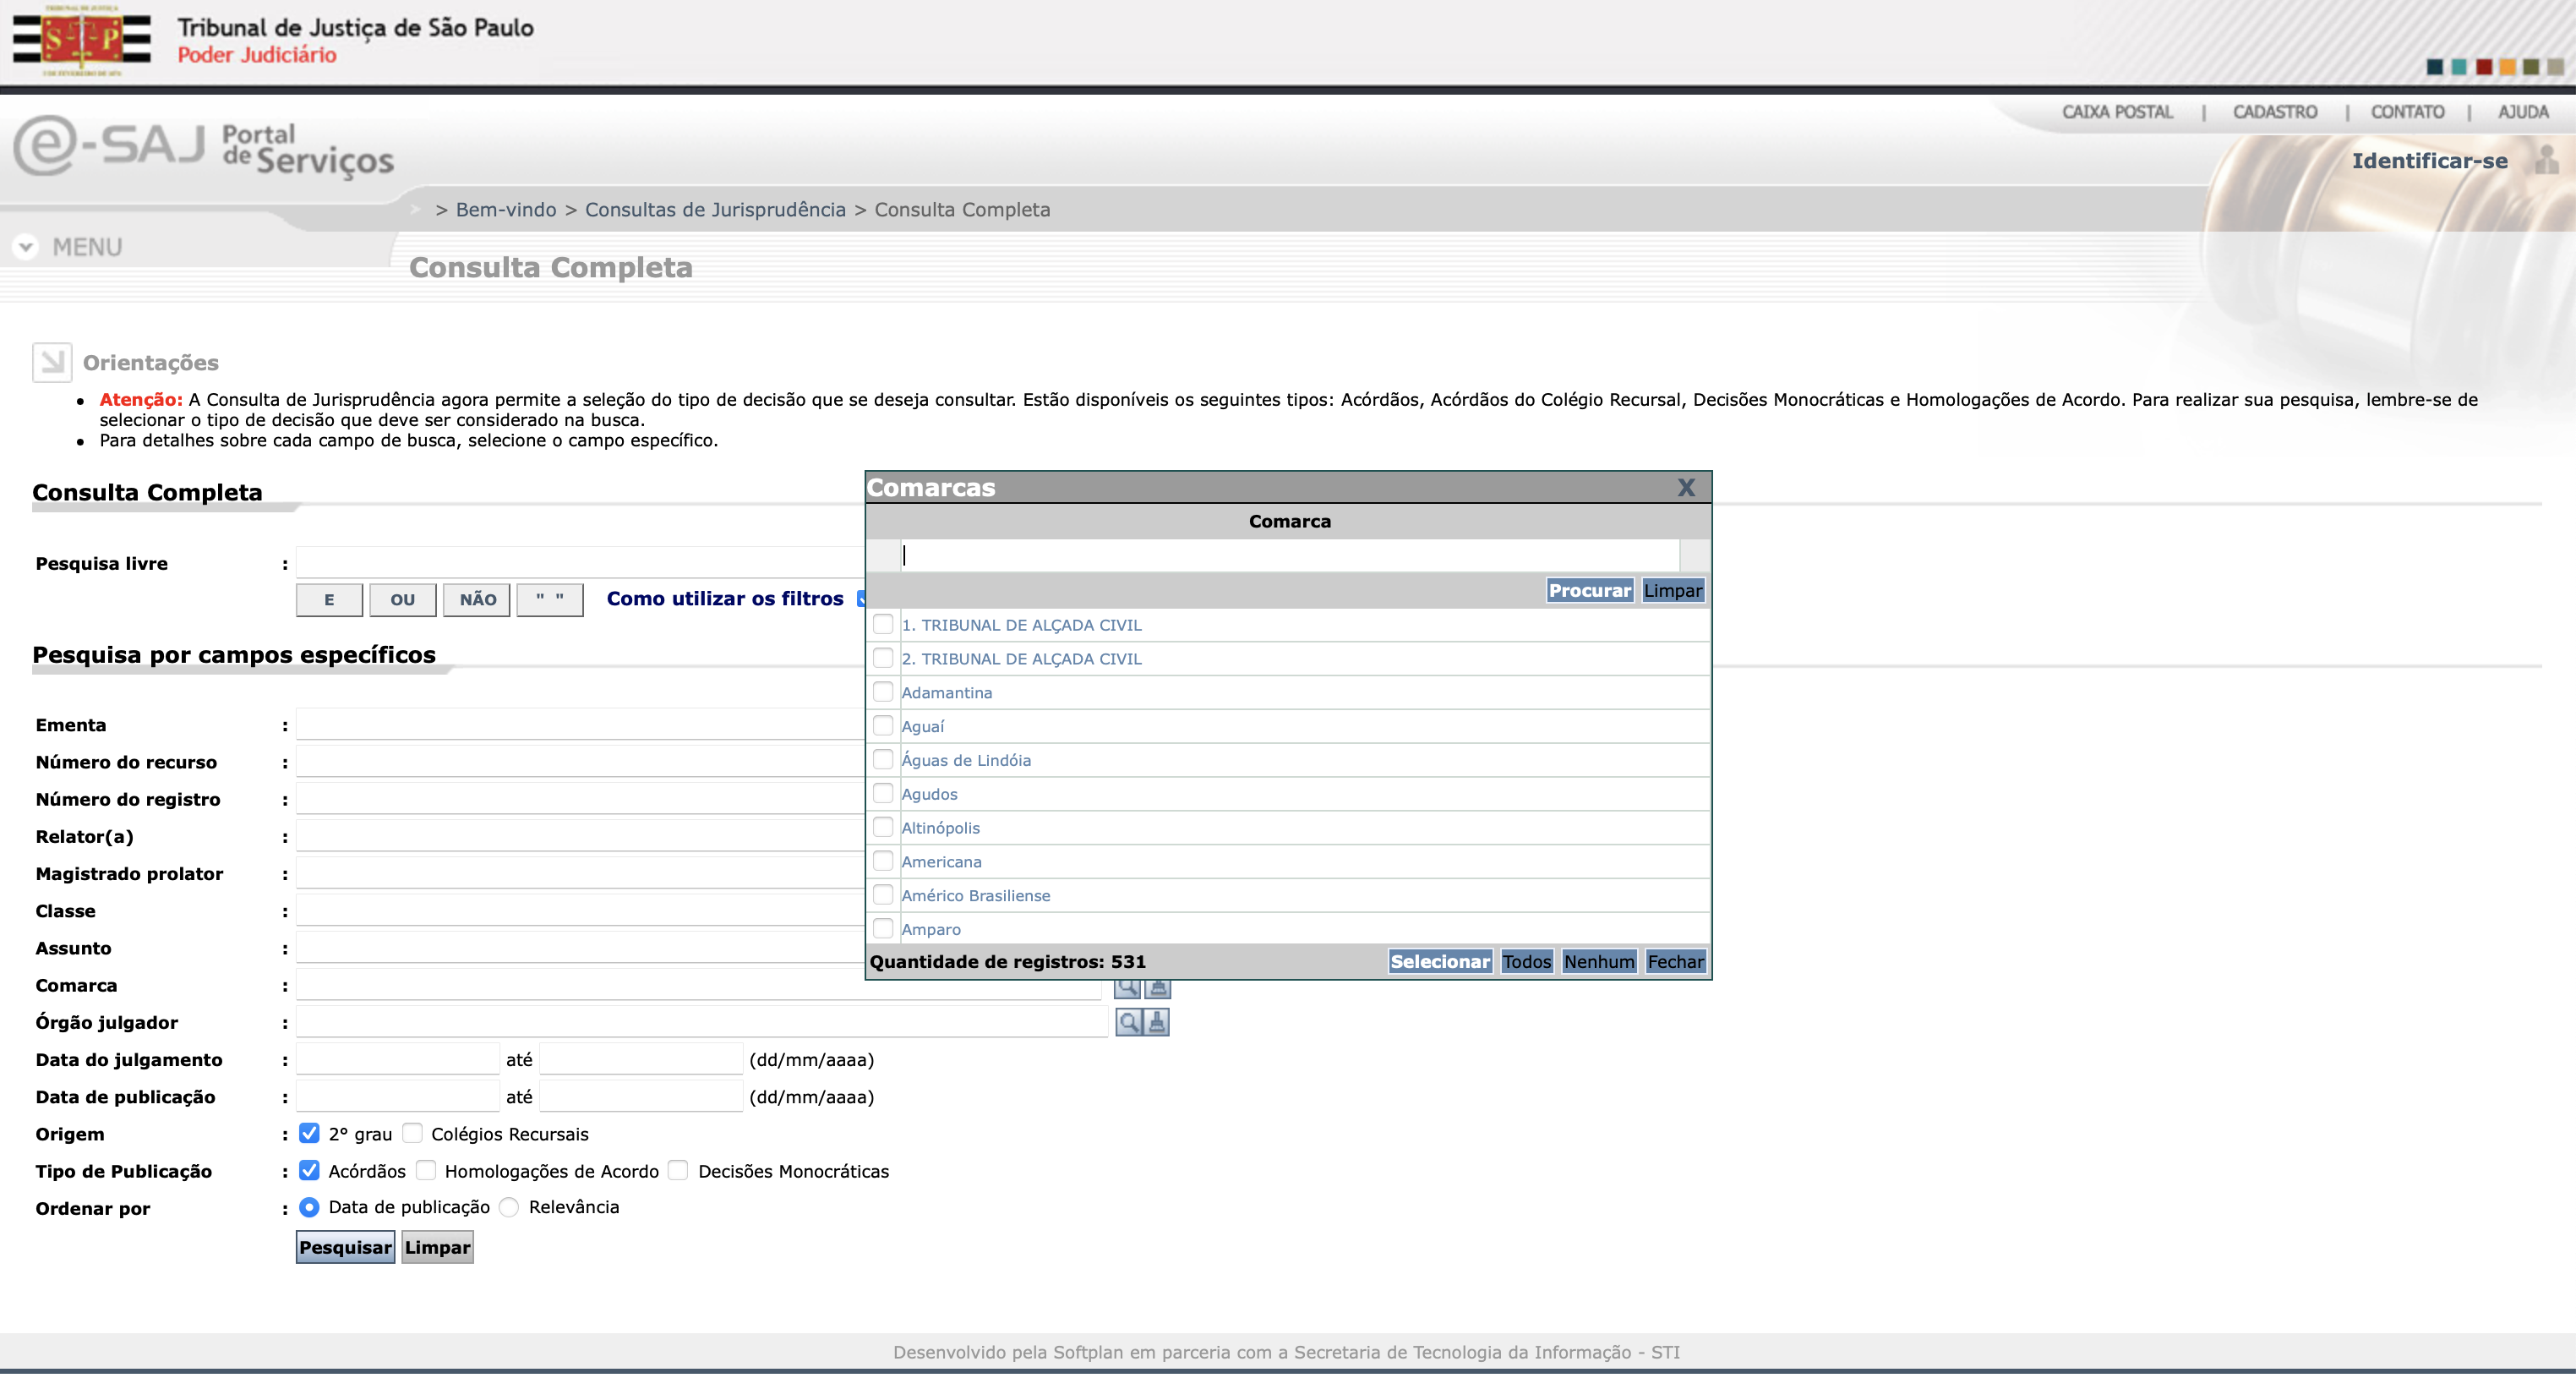 Tribunal de Justiça de São Paulo
Poder Judiciário
S P
CAIXA POSTAL | CADASTRO | CONTATO | AJUDA
e-SAJ Portal de Serviços
Identificar-se
> Bem-vindo > Consultas de Jurisprudência > Consulta Completa
MENU
Consulta Completa
Orientações
• Atenção: A Consulta de Jurisprudência agora permite a seleção do tipo de decisão que se deseja consultar. Estão disponíveis os seguintes tipos: Acórdãos, Acórdãos do Colégio Recursal, Decisões Monocráticas e Homologações de Acordo. Para realizar sua pesquisa, lembre-se de
selecionar o tipo de decisão que deve ser considerado na busca.
• Para detalhes sobre cada campo de busca, selecione o campo específico.
Consulta Completa
Pesquisa livre :
E OU NÃO " " Como utilizar os filtros
Pesquisa por campos específicos
Ementa :
Número do recurso :
Número do registro :
Relator(a) :
Magistrado prolator :
Classe :
Assunto :
Comarca :
Órgão julgador :
Data do julgamento : até (dd/mm/aaaa)
Data de publicação : até (dd/mm/aaaa)
Origem : 2° grau Colégios Recursais
Tipo de Publicação : Acórdãos Homologações de Acordo Decisões Monocráticas
Ordenar por : Data de publicação Relevância
Pesquisar Limpar
Comarcas X
Comarca
Procurar Limpar
1. TRIBUNAL DE ALÇADA CIVIL
2. TRIBUNAL DE ALÇADA CIVIL
Adamantina
Aguaí
Águas de Lindóia
Agudos
Altinópolis
Americana
Américo Brasiliense
Amparo
Quantidade de registros: 531 Selecionar Todos Nenhum Fechar
Desenvolvido pela Softplan em parceria com a Secretaria de Tecnologia da Informação - STI